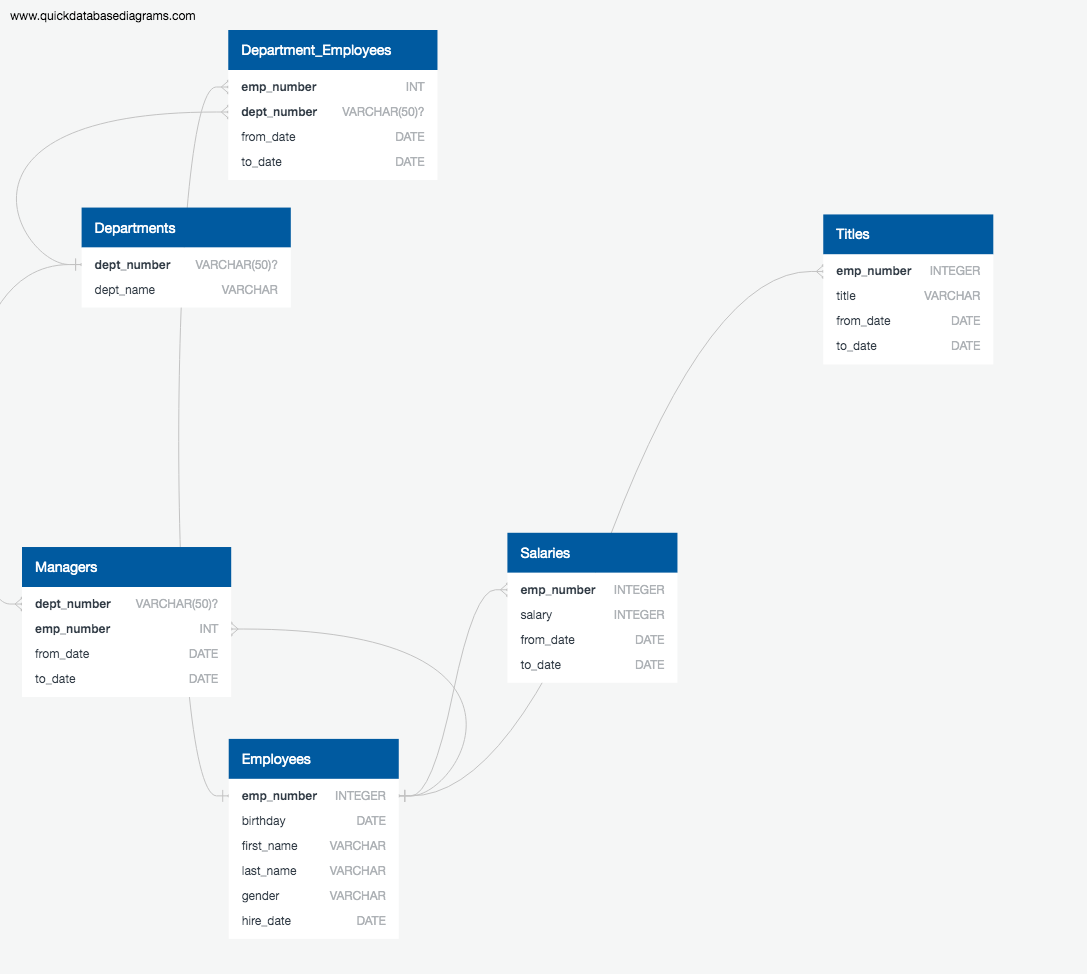 www.quickdatabasediagrams.com
Department_Employees
emp_number INT
dept_number VARCHAR(50)?
from_date DATE
to_date DATE
Departments
dept_number VARCHAR(50)?
dept_name VARCHAR
Titles
emp_number INTEGER
title VARCHAR
from_date DATE
to_date DATE
Managers
dept_number VARCHAR(50)?
emp_number INT
from_date DATE
to_date DATE
Salaries
emp_number INTEGER
salary INTEGER
from_date DATE
to_date DATE
Employees
emp_number INTEGER
birthday DATE
first_name VARCHAR
last_name VARCHAR
gender VARCHAR
hire_date DATE